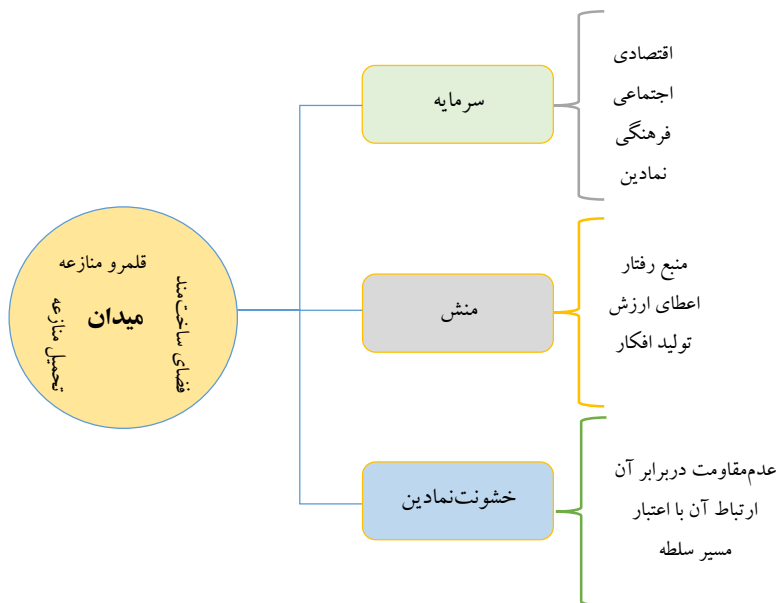 قلمرو منازعه
میدان
فضای ساخت‌مند
تحمیل منازعه
سرمایه
اقتصادی
اجتماعی
فرهنگی
نمادین
منش
منبع رفتار
اعطای ارزش
تولید افکار
خشونت‌نمادین
عدم‌مقاومت دربرابر آن
ارتباط آن با اعتبار
مسیر سلطه